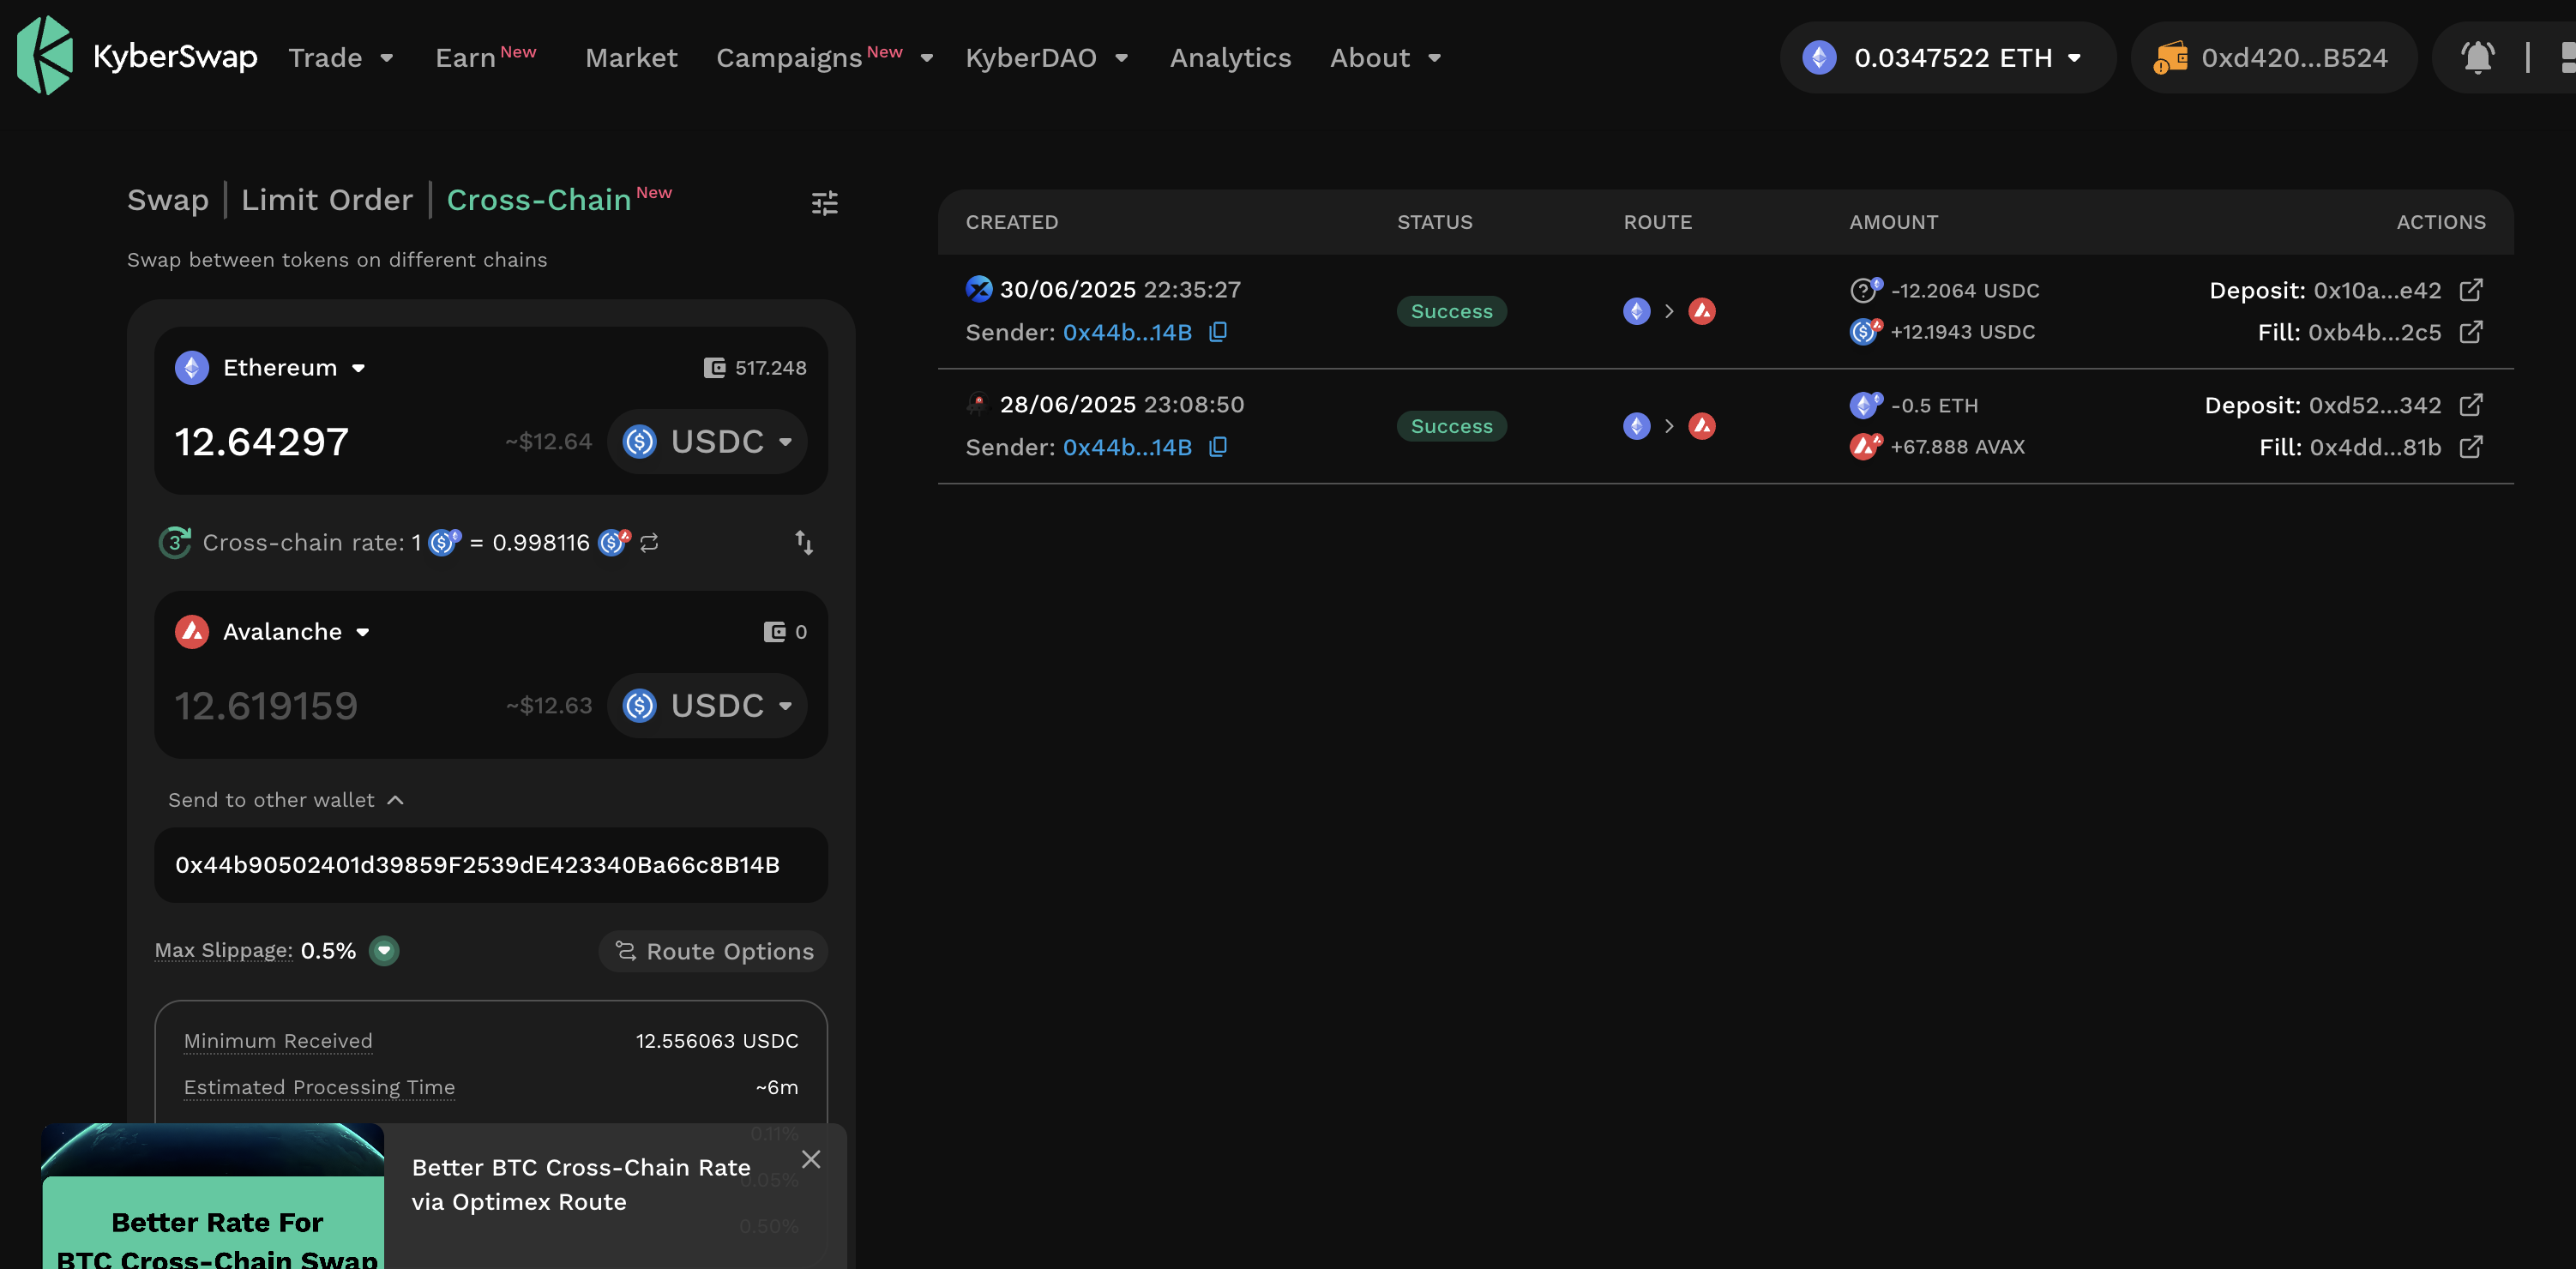 KyberSwap Trade Earn New Market Campaigns New KyberDAO Analytics About 0.0347522 ETH 0xd420...B524
Swap | Limit Order | Cross-Chain New
Swap between tokens on different chains
Ethereum 517.248
12.64297 ~$12.64 USDC
3 Cross-chain rate: 1 = 0.998116
Avalanche 0
12.619159 ~$12.63 USDC
Send to other wallet
0x44b90502401d39859F2539dE423340Ba66c8B14B
Max Slippage: 0.5% Route Options
Minimum Received 12.556063 USDC
Estimated Processing Time ~6m
0.11%
0.05%
0.50%
Better Rate For
BTC Cross-Chain Swap
Better BTC Cross-Chain Rate
via Optimex Route
CREATED STATUS ROUTE AMOUNT ACTIONS
30/06/2025 22:35:27 Success -12.2064 USDC Deposit: 0x10a...e42
Sender: 0x44b...14B +12.1943 USDC Fill: 0xb4b...2c5
28/06/2025 23:08:50 Success -0.5 ETH Deposit: 0xd52...342
Sender: 0x44b...14B +67.888 AVAX Fill: 0x4dd...81b